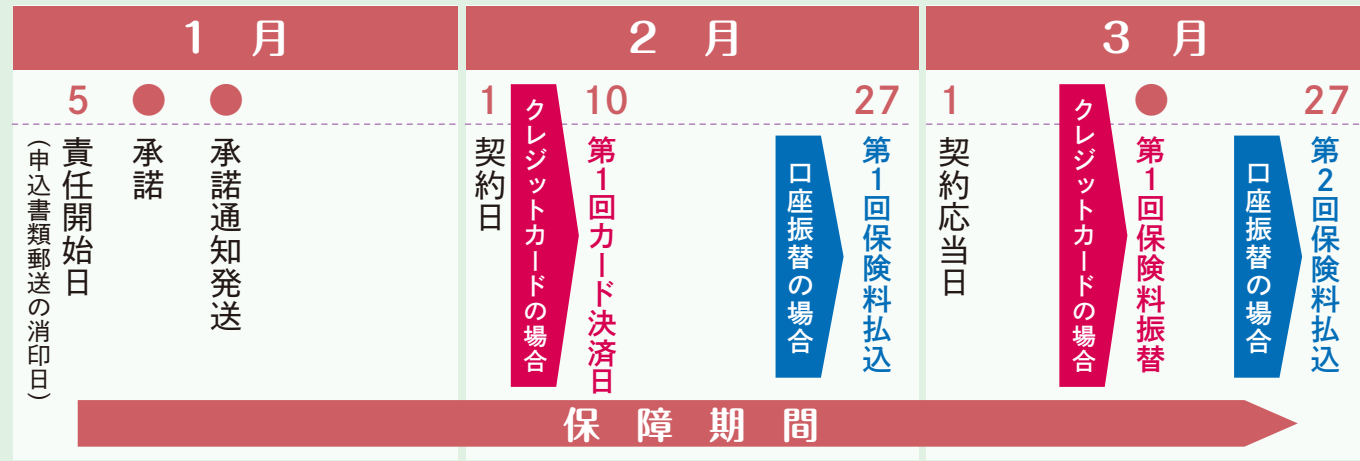 1月
5
責任開始日
(申込書類郵送の消印日)
●
承諾
●
承諾通知発送
2月
1
契約日
クレジットカードの場合
10
第1回カード決済日
口座振替の場合
27
第1回保険料払込
3月
1
契約応当日
クレジットカードの場合
●
第1回保険料振替
口座振替の場合
27
第2回保険料払込
保障期間